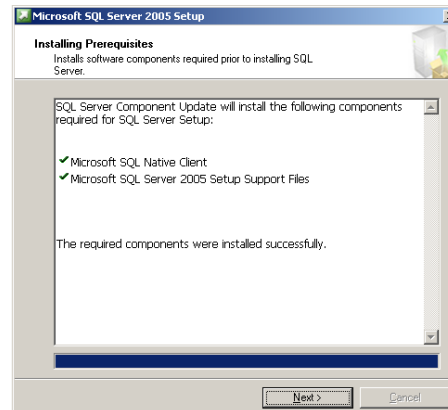 Microsoft SQL Server 2005 Setup
Installing Prerequisites
Installs software components required prior to installing SQL
Server.
SQL Server Component Update will install the following components
required for SQL Server Setup:
Microsoft SQL Native Client
Microsoft SQL Server 2005 Setup Support Files
The required components were installed successfully.
Next >
Cancel